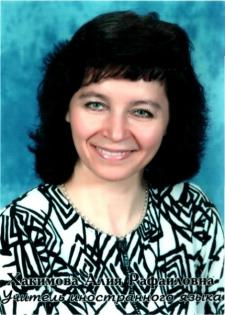 Хакимова Алия Рафаиловна
Учитель иностранного языка